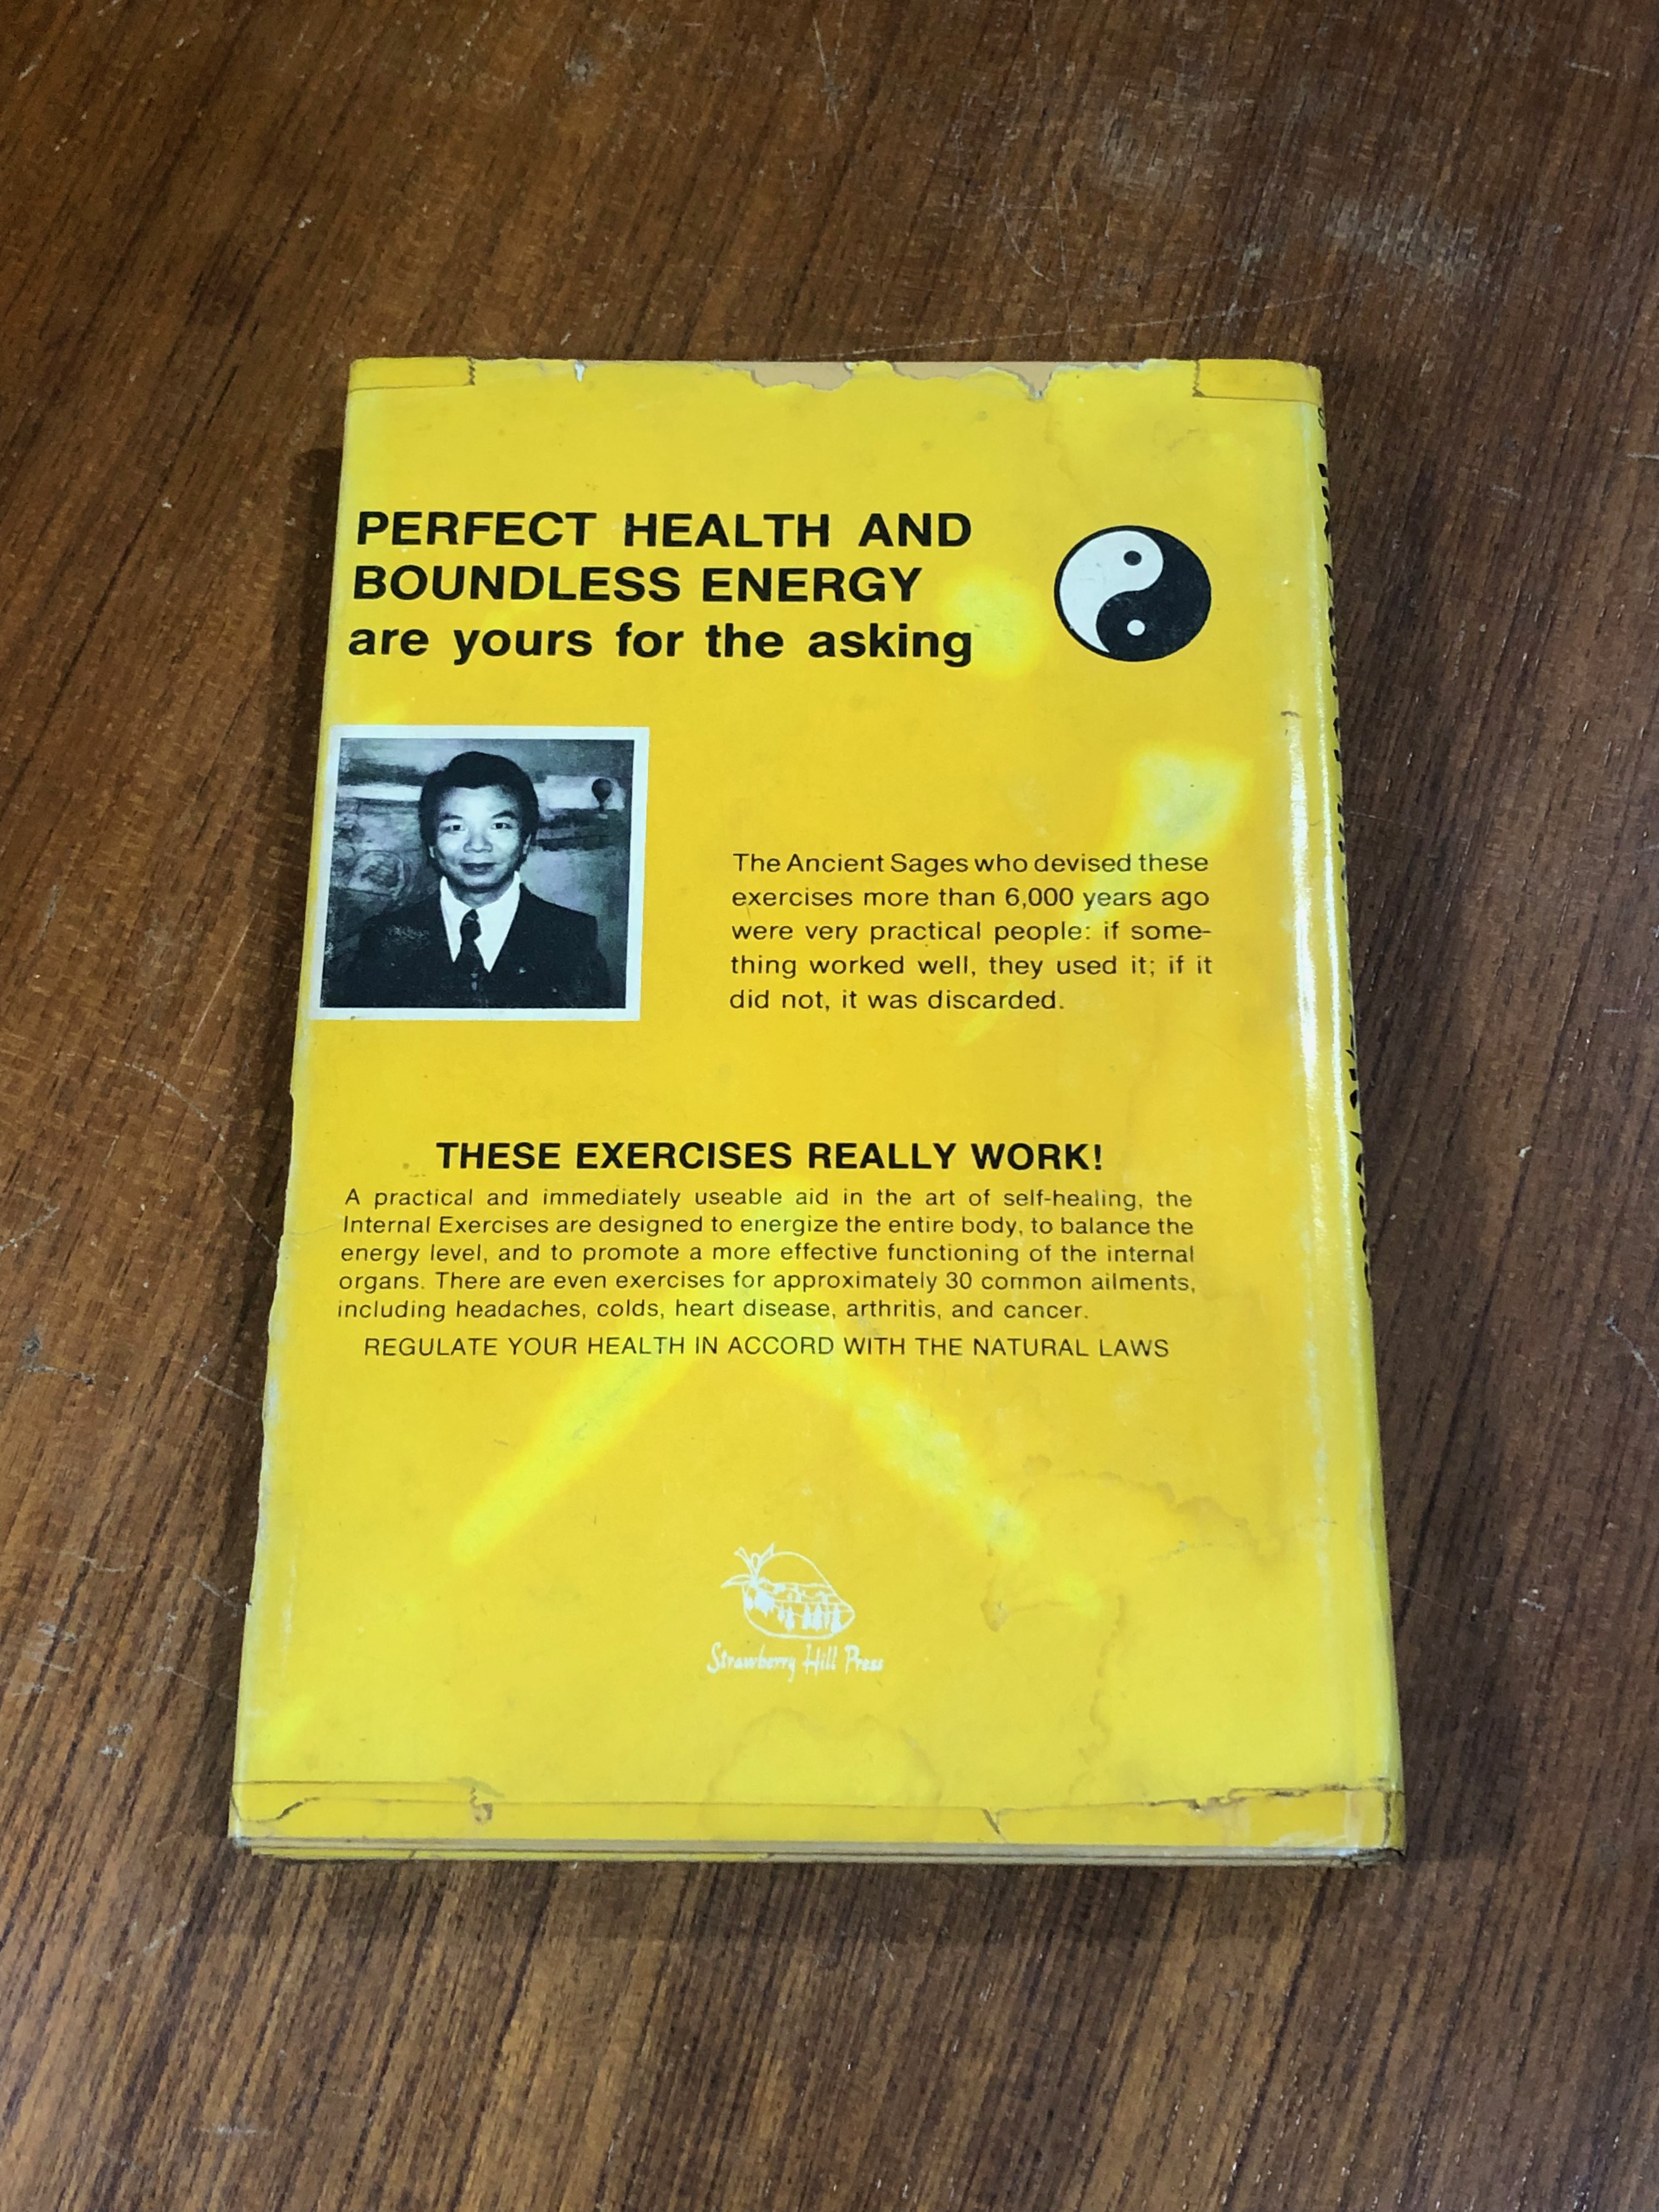 PERFECT HEALTH AND
BOUNDLESS ENERGY
are yours for the asking
The Ancient Sages who devised these
exercises more than 6,000 years ago
were very practical people: if some-
thing worked well, they used it; if it
did not, it was discarded.
THESE EXERCISES REALLY WORK!
A practical and immediately useable aid in the art of self-healing, the
Internal Exercises are designed to energize the entire body, to balance the
energy level, and to promote a more effective functioning of the internal
organs. There are even exercises for approximately 30 common ailments,
including headaches, colds, heart disease, arthritis, and cancer.
REGULATE YOUR HEALTH IN ACCORD WITH THE NATURAL LAWS
Strawberry Hill Press